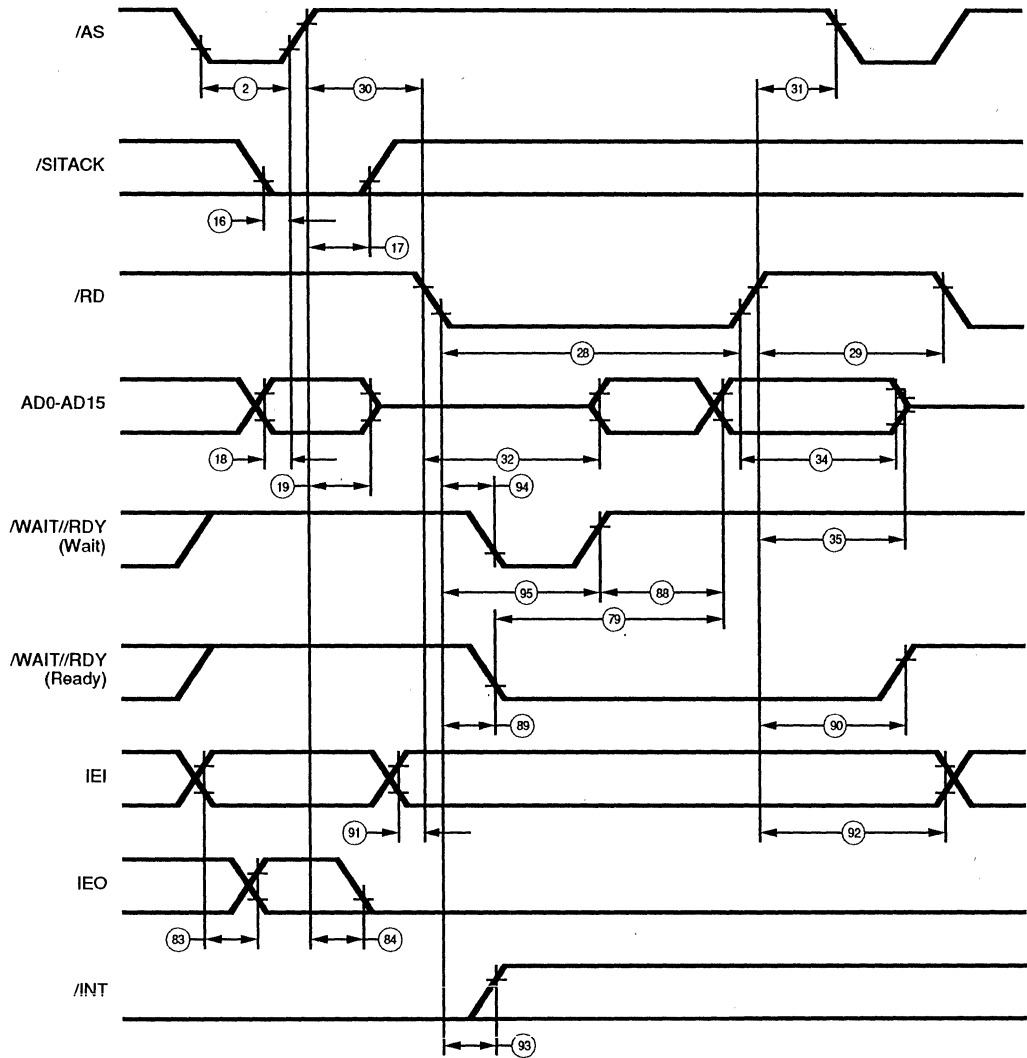 /AS
2
30
31
/SITACK
16
17
/RD
28
29
AD0-AD15
18
32
34
19
94
/WAIT//RDY
(Wait)
35
95
88
79
/WAIT//RDY
(Ready)
89
90
IEI
91
92
IEO
83
84
/INT
93